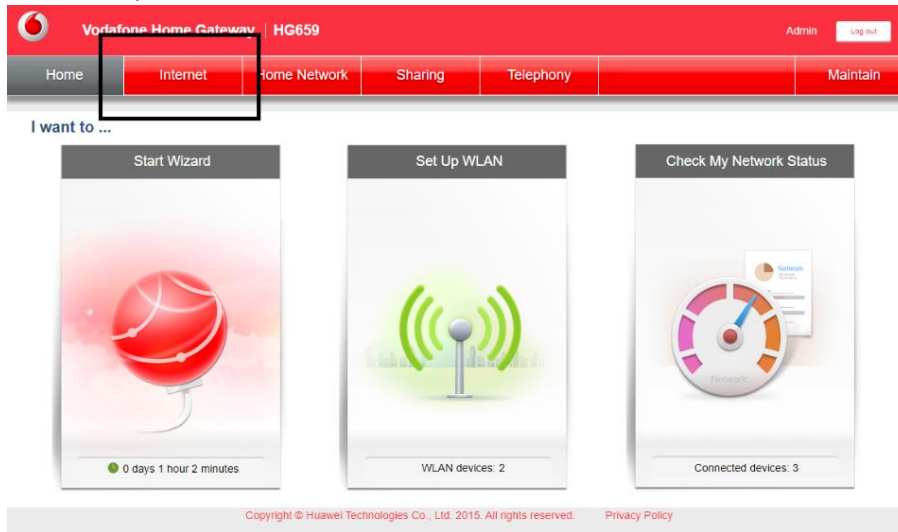 Vodafone Home Gateway | HG659
Admin
Log out
Home
Internet
Home Network
Sharing
Telephony
Maintain
I want to ...
Start Wizard
Set Up WLAN
Check My Network Status
Network
Network
0 days 1 hour 2 minutes
WLAN devices: 2
Connected devices: 3
Copyright © Huawei Technologies Co., Ltd. 2015. All rights reserved.
Privacy Policy